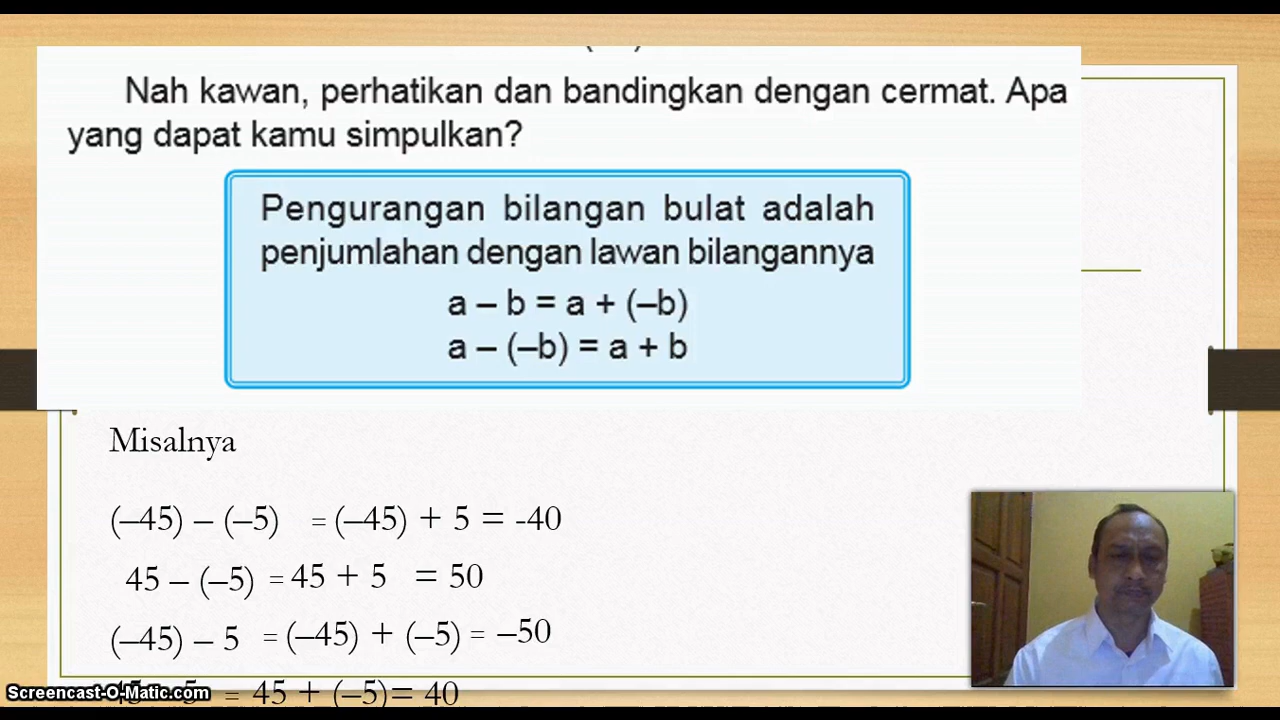 Nah kawan, perhatikan dan bandingkan dengan cermat. Apa
yang dapat kamu simpulkan?
Pengurangan bilangan bulat adalah
penjumlahan dengan lawan bilangannya
a – b = a + (–b)
a – (–b) = a + b
Misalnya
(–45) – (–5) = (–45) + 5 = -40
45 – (–5) = 45 + 5 = 50
(–45) – 5 = (–45) + (–5) = –50
= 45 + (–5)= 40
Screencast-O-Matic.com